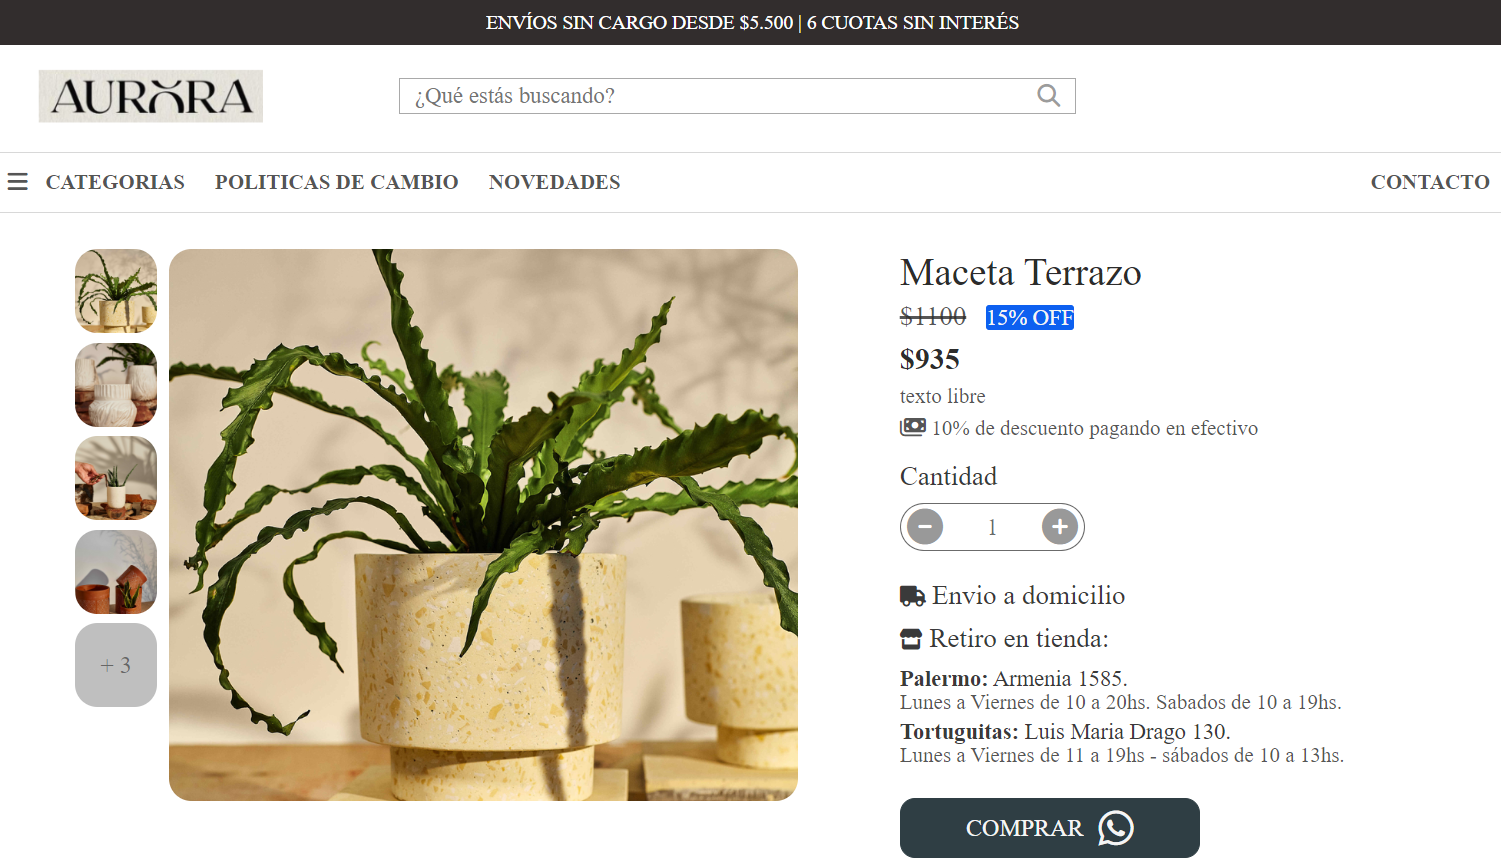 ENVÍOS SIN CARGO DESDE $5.500 | 6 CUOTAS SIN INTERÉS
AURORA
¿Qué estás buscando?
CATEGORIAS POLITICAS DE CAMBIO NOVEDADES CONTACTO
Maceta Terrazo
$1100 15% OFF
$935
texto libre
10% de descuento pagando en efectivo
Cantidad
1
Envio a domicilio
Retiro en tienda:
Palermo: Armenia 1585.
Lunes a Viernes de 10 a 20hs. Sabados de 10 a 19hs.
Tortuguitas: Luis Maria Drago 130.
Lunes a Viernes de 11 a 19hs - sábados de 10 a 13hs.
+ 3
COMPRAR